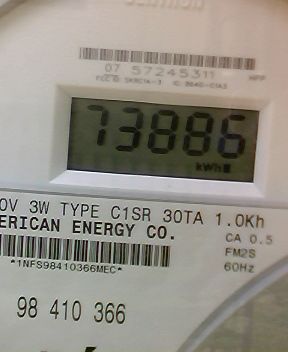 07 57245311
73886
kWh
0V 3W TYPE C1SR 30TA 1.0Kh
ERICAN ENERGY CO.
CA 0.5
FM2S
60Hz
*1NFS98410366MEC*
98 410 366